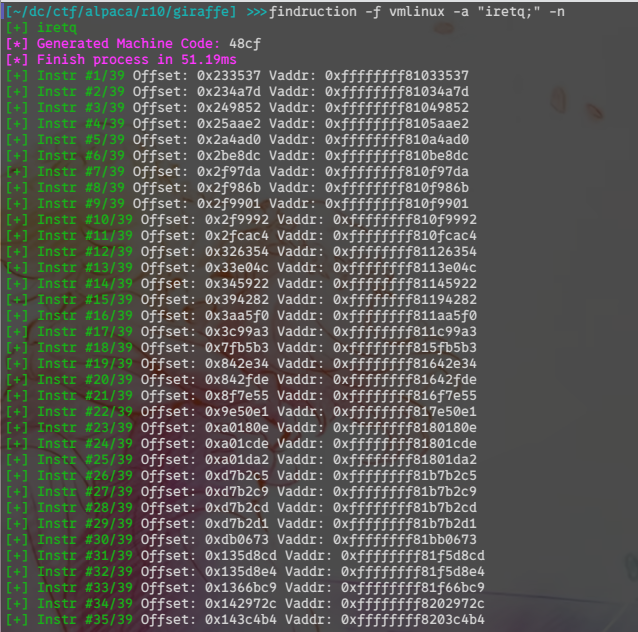 [~/dc/ctf/alpaca/r10/giraffe] >>>findruction -f vmlinux -a "iretq;" -n
[+] iretq
[*] Generated Machine Code: 48cf
[*] Finish process in 51.19ms
[+] Instr #1/39 Offset: 0x233537 Vaddr: 0xffffffff81033537
[+] Instr #2/39 Offset: 0x234a7d Vaddr: 0xffffffff81034a7d
[+] Instr #3/39 Offset: 0x249852 Vaddr: 0xffffffff81049852
[+] Instr #4/39 Offset: 0x25aae2 Vaddr: 0xffffffff8105aae2
[+] Instr #5/39 Offset: 0x2a4ad0 Vaddr: 0xffffffff810a4ad0
[+] Instr #6/39 Offset: 0x2be8dc Vaddr: 0xffffffff810be8dc
[+] Instr #7/39 Offset: 0x2f97da Vaddr: 0xffffffff810f97da
[+] Instr #8/39 Offset: 0x2f986b Vaddr: 0xffffffff810f986b
[+] Instr #9/39 Offset: 0x2f9901 Vaddr: 0xffffffff810f9901
[+] Instr #10/39 Offset: 0x2f9992 Vaddr: 0xffffffff810f9992
[+] Instr #11/39 Offset: 0x2fcac4 Vaddr: 0xffffffff810fcac4
[+] Instr #12/39 Offset: 0x326354 Vaddr: 0xffffffff81126354
[+] Instr #13/39 Offset: 0x33e04c Vaddr: 0xffffffff8113e04c
[+] Instr #14/39 Offset: 0x345922 Vaddr: 0xffffffff81145922
[+] Instr #15/39 Offset: 0x394282 Vaddr: 0xffffffff81194282
[+] Instr #16/39 Offset: 0x3aa5f0 Vaddr: 0xffffffff811aa5f0
[+] Instr #17/39 Offset: 0x3c99a3 Vaddr: 0xffffffff811c99a3
[+] Instr #18/39 Offset: 0x7fb5b3 Vaddr: 0xffffffff815fb5b3
[+] Instr #19/39 Offset: 0x842e34 Vaddr: 0xffffffff81642e34
[+] Instr #20/39 Offset: 0x842fde Vaddr: 0xffffffff81642fde
[+] Instr #21/39 Offset: 0x8f7e55 Vaddr: 0xffffffff816f7e55
[+] Instr #22/39 Offset: 0x9e50e1 Vaddr: 0xffffffff817e50e1
[+] Instr #23/39 Offset: 0xa0180e Vaddr: 0xffffffff8180180e
[+] Instr #24/39 Offset: 0xa01cde Vaddr: 0xffffffff81801cde
[+] Instr #25/39 Offset: 0xa01da2 Vaddr: 0xffffffff81801da2
[+] Instr #26/39 Offset: 0xd7b2c5 Vaddr: 0xffffffff81b7b2c5
[+] Instr #27/39 Offset: 0xd7b2c9 Vaddr: 0xffffffff81b7b2c9
[+] Instr #28/39 Offset: 0xd7b2cd Vaddr: 0xffffffff81b7b2cd
[+] Instr #29/39 Offset: 0xd7b2d1 Vaddr: 0xffffffff81b7b2d1
[+] Instr #30/39 Offset: 0xdb0673 Vaddr: 0xffffffff81bb0673
[+] Instr #31/39 Offset: 0x135d8cd Vaddr: 0xffffffff81f5d8cd
[+] Instr #32/39 Offset: 0x135d8e4 Vaddr: 0xffffffff81f5d8e4
[+] Instr #33/39 Offset: 0x1366bc9 Vaddr: 0xffffffff81f66bc9
[+] Instr #34/39 Offset: 0x142972c Vaddr: 0xffffffff8202972c
[+] Instr #35/39 Offset: 0x143c4b4 Vaddr: 0xffffffff8203c4b4